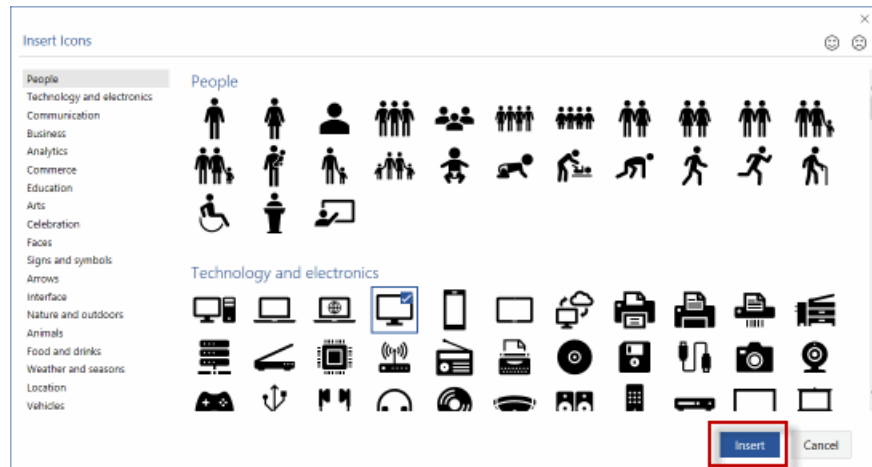 Insert Icons
People
Technology and electronics
Communication
Business
Analytics
Commerce
Education
Arts
Celebration
Faces
Signs and symbols
Arrows
Interface
Nature and outdoors
Animals
Food and drinks
Weather and seasons
Location
Vehicles
People
Technology and electronics
Insert
Cancel